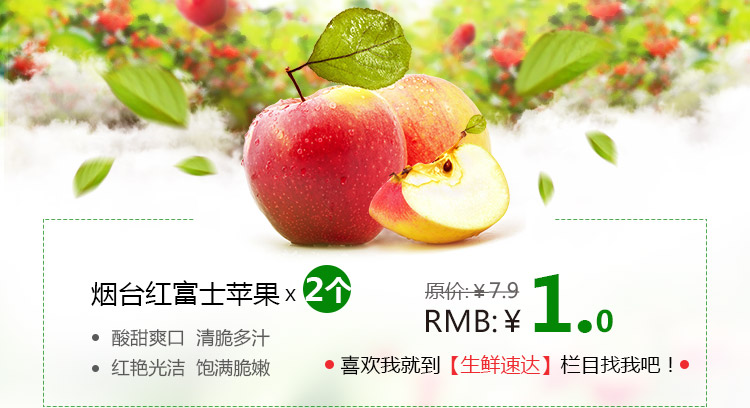 烟台红富士苹果 x 2个
• 酸甜爽口 清脆多汁
• 红艳光洁 饱满脆嫩
原价:￥7.9
RMB:￥1.0
• 喜欢我就到【生鲜速达】栏目找我吧！•